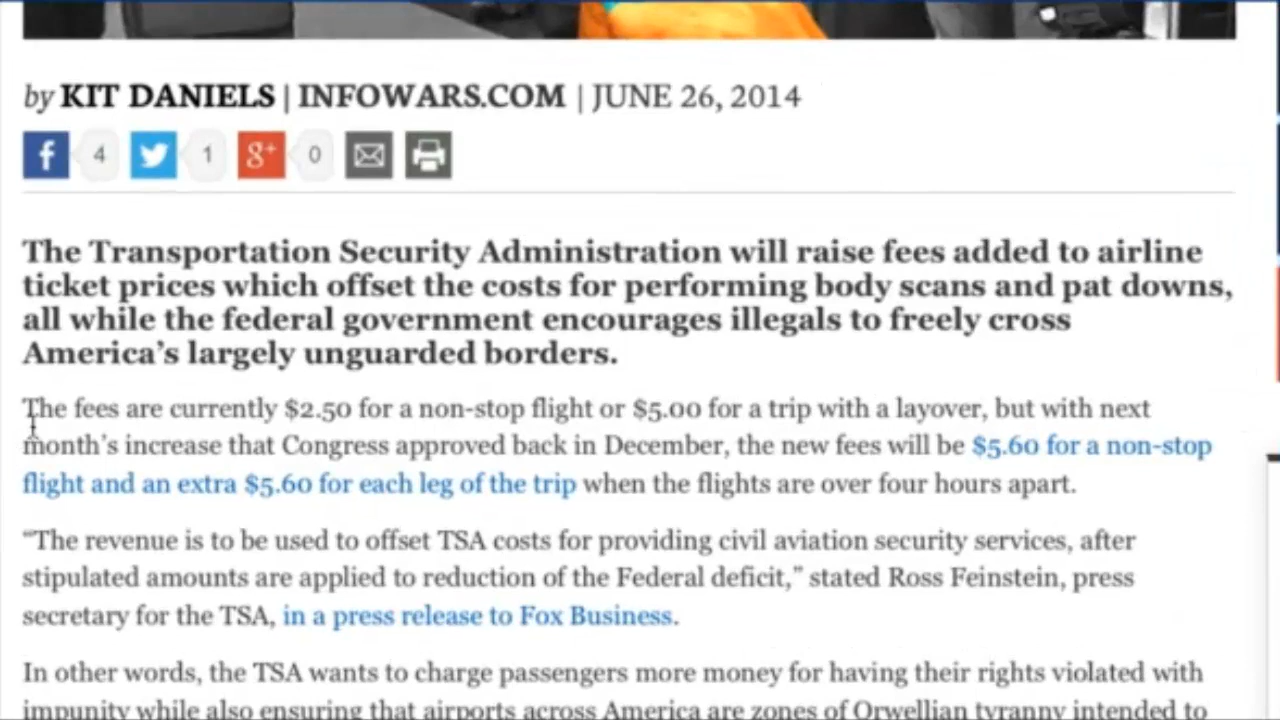 by KIT DANIELS | INFOWARS.COM | JUNE 26, 2014
f 4 1 g+ 0
The Transportation Security Administration will raise fees added to airline
ticket prices which offset the costs for performing body scans and pat downs,
all while the federal government encourages illegals to freely cross
America’s largely unguarded borders.
The fees are currently $2.50 for a non-stop flight or $5.00 for a trip with a layover, but with next
month’s increase that Congress approved back in December, the new fees will be $5.60 for a non-stop
flight and an extra $5.60 for each leg of the trip when the flights are over four hours apart.
“The revenue is to be used to offset TSA costs for providing civil aviation security services, after
stipulated amounts are applied to reduction of the Federal deficit,” stated Ross Feinstein, press
secretary for the TSA, in a press release to Fox Business.
In other words, the TSA wants to charge passengers more money for having their rights violated with
impunity while also ensuring that airports across America are zones of Orwellian tyranny intended to